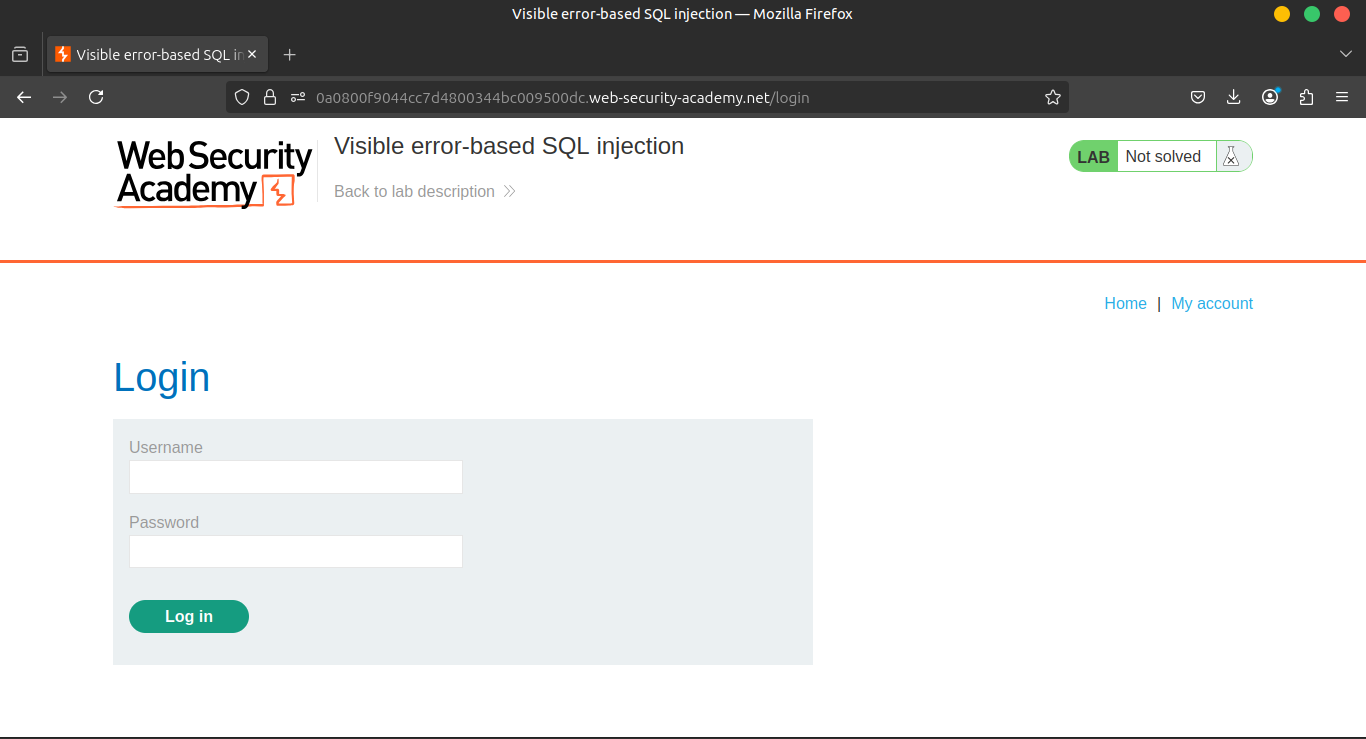 Visible error-based SQL injection — Mozilla Firefox
Visible error-based SQL in
0a0800f9044cc7d4800344bc009500dc.web-security-academy.net/login
Web Security
Academy
Visible error-based SQL injection
Back to lab description
LAB Not solved
Home | My account
Login
Username
Password
Log in